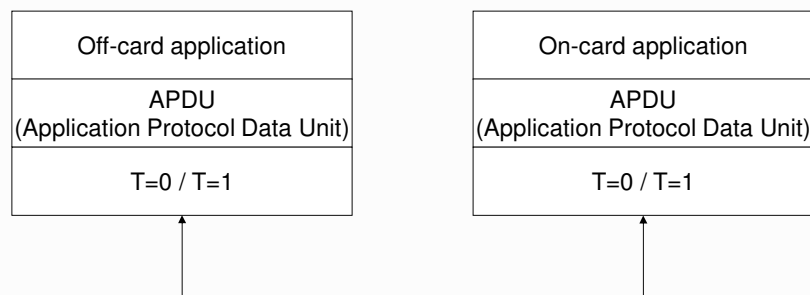 Off-card application
APDU
(Application Protocol Data Unit)
T=0 / T=1
On-card application
APDU
(Application Protocol Data Unit)
T=0 / T=1